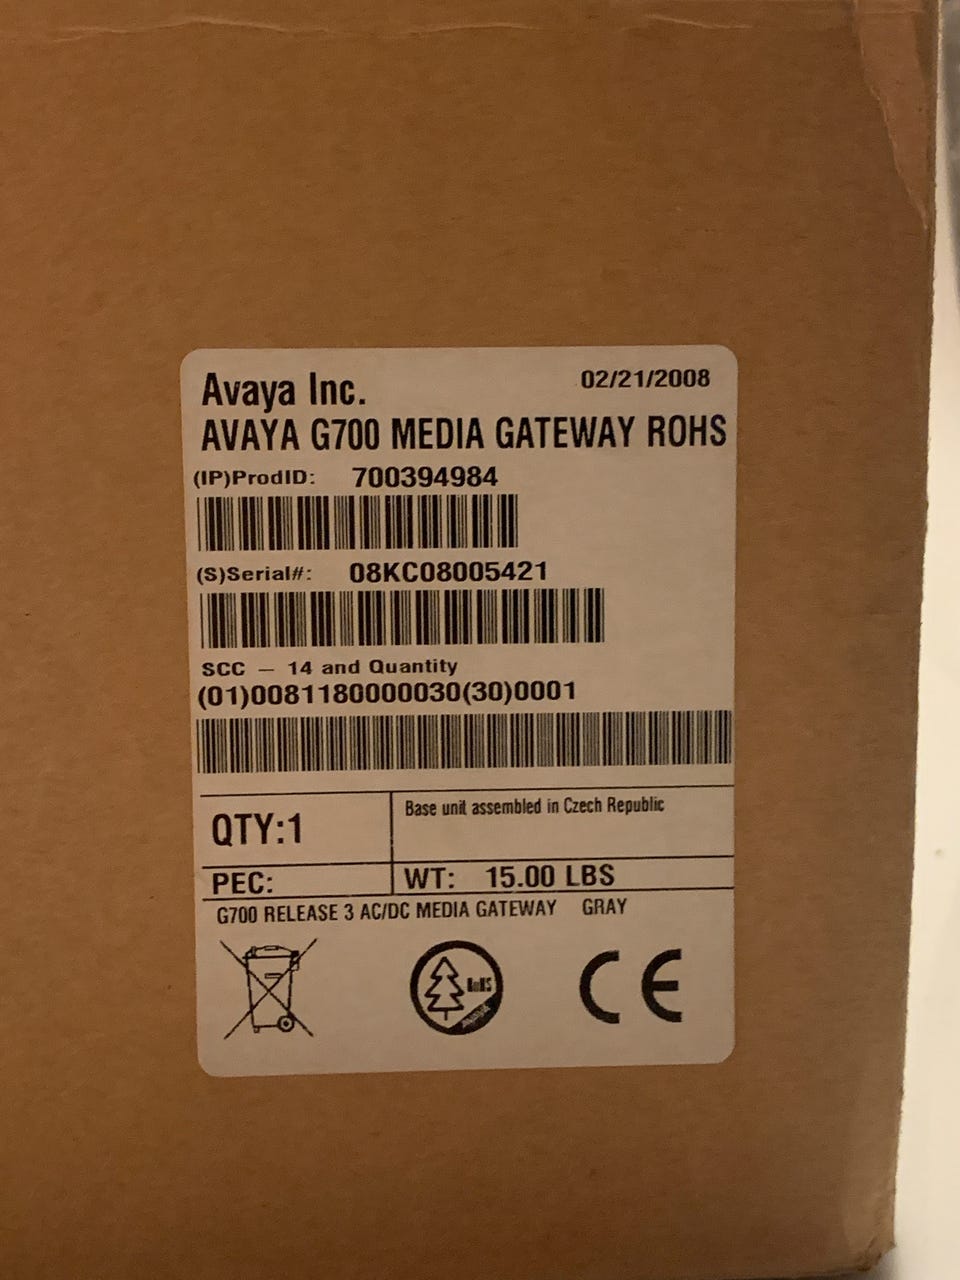 Avaya Inc.
02/21/2008
AVAYA G700 MEDIA GATEWAY ROHS
(IP)ProdID: 700394984
(S)Serial#: 08KC08005421
SCC — 14 and Quantity
(01)0081180000030(30)0001
QTY:1
Base unit assembled in Czech Republic
PEC:
WT: 15.00 LBS
G700 RELEASE 3 AC/DC MEDIA GATEWAY GRAY
RoHS
CE